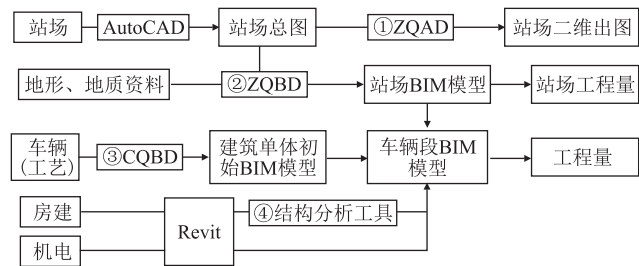 站场
AutoCAD
站场总图
①ZQAD
站场二维出图
地形、地质资料
②ZQBD
站场BIM模型
站场工程量
车辆
(工艺)
③CQBD
建筑单体初
始BIM模型
车辆段BIM
模型
工程量
房建
机电
Revit
④结构分析工具